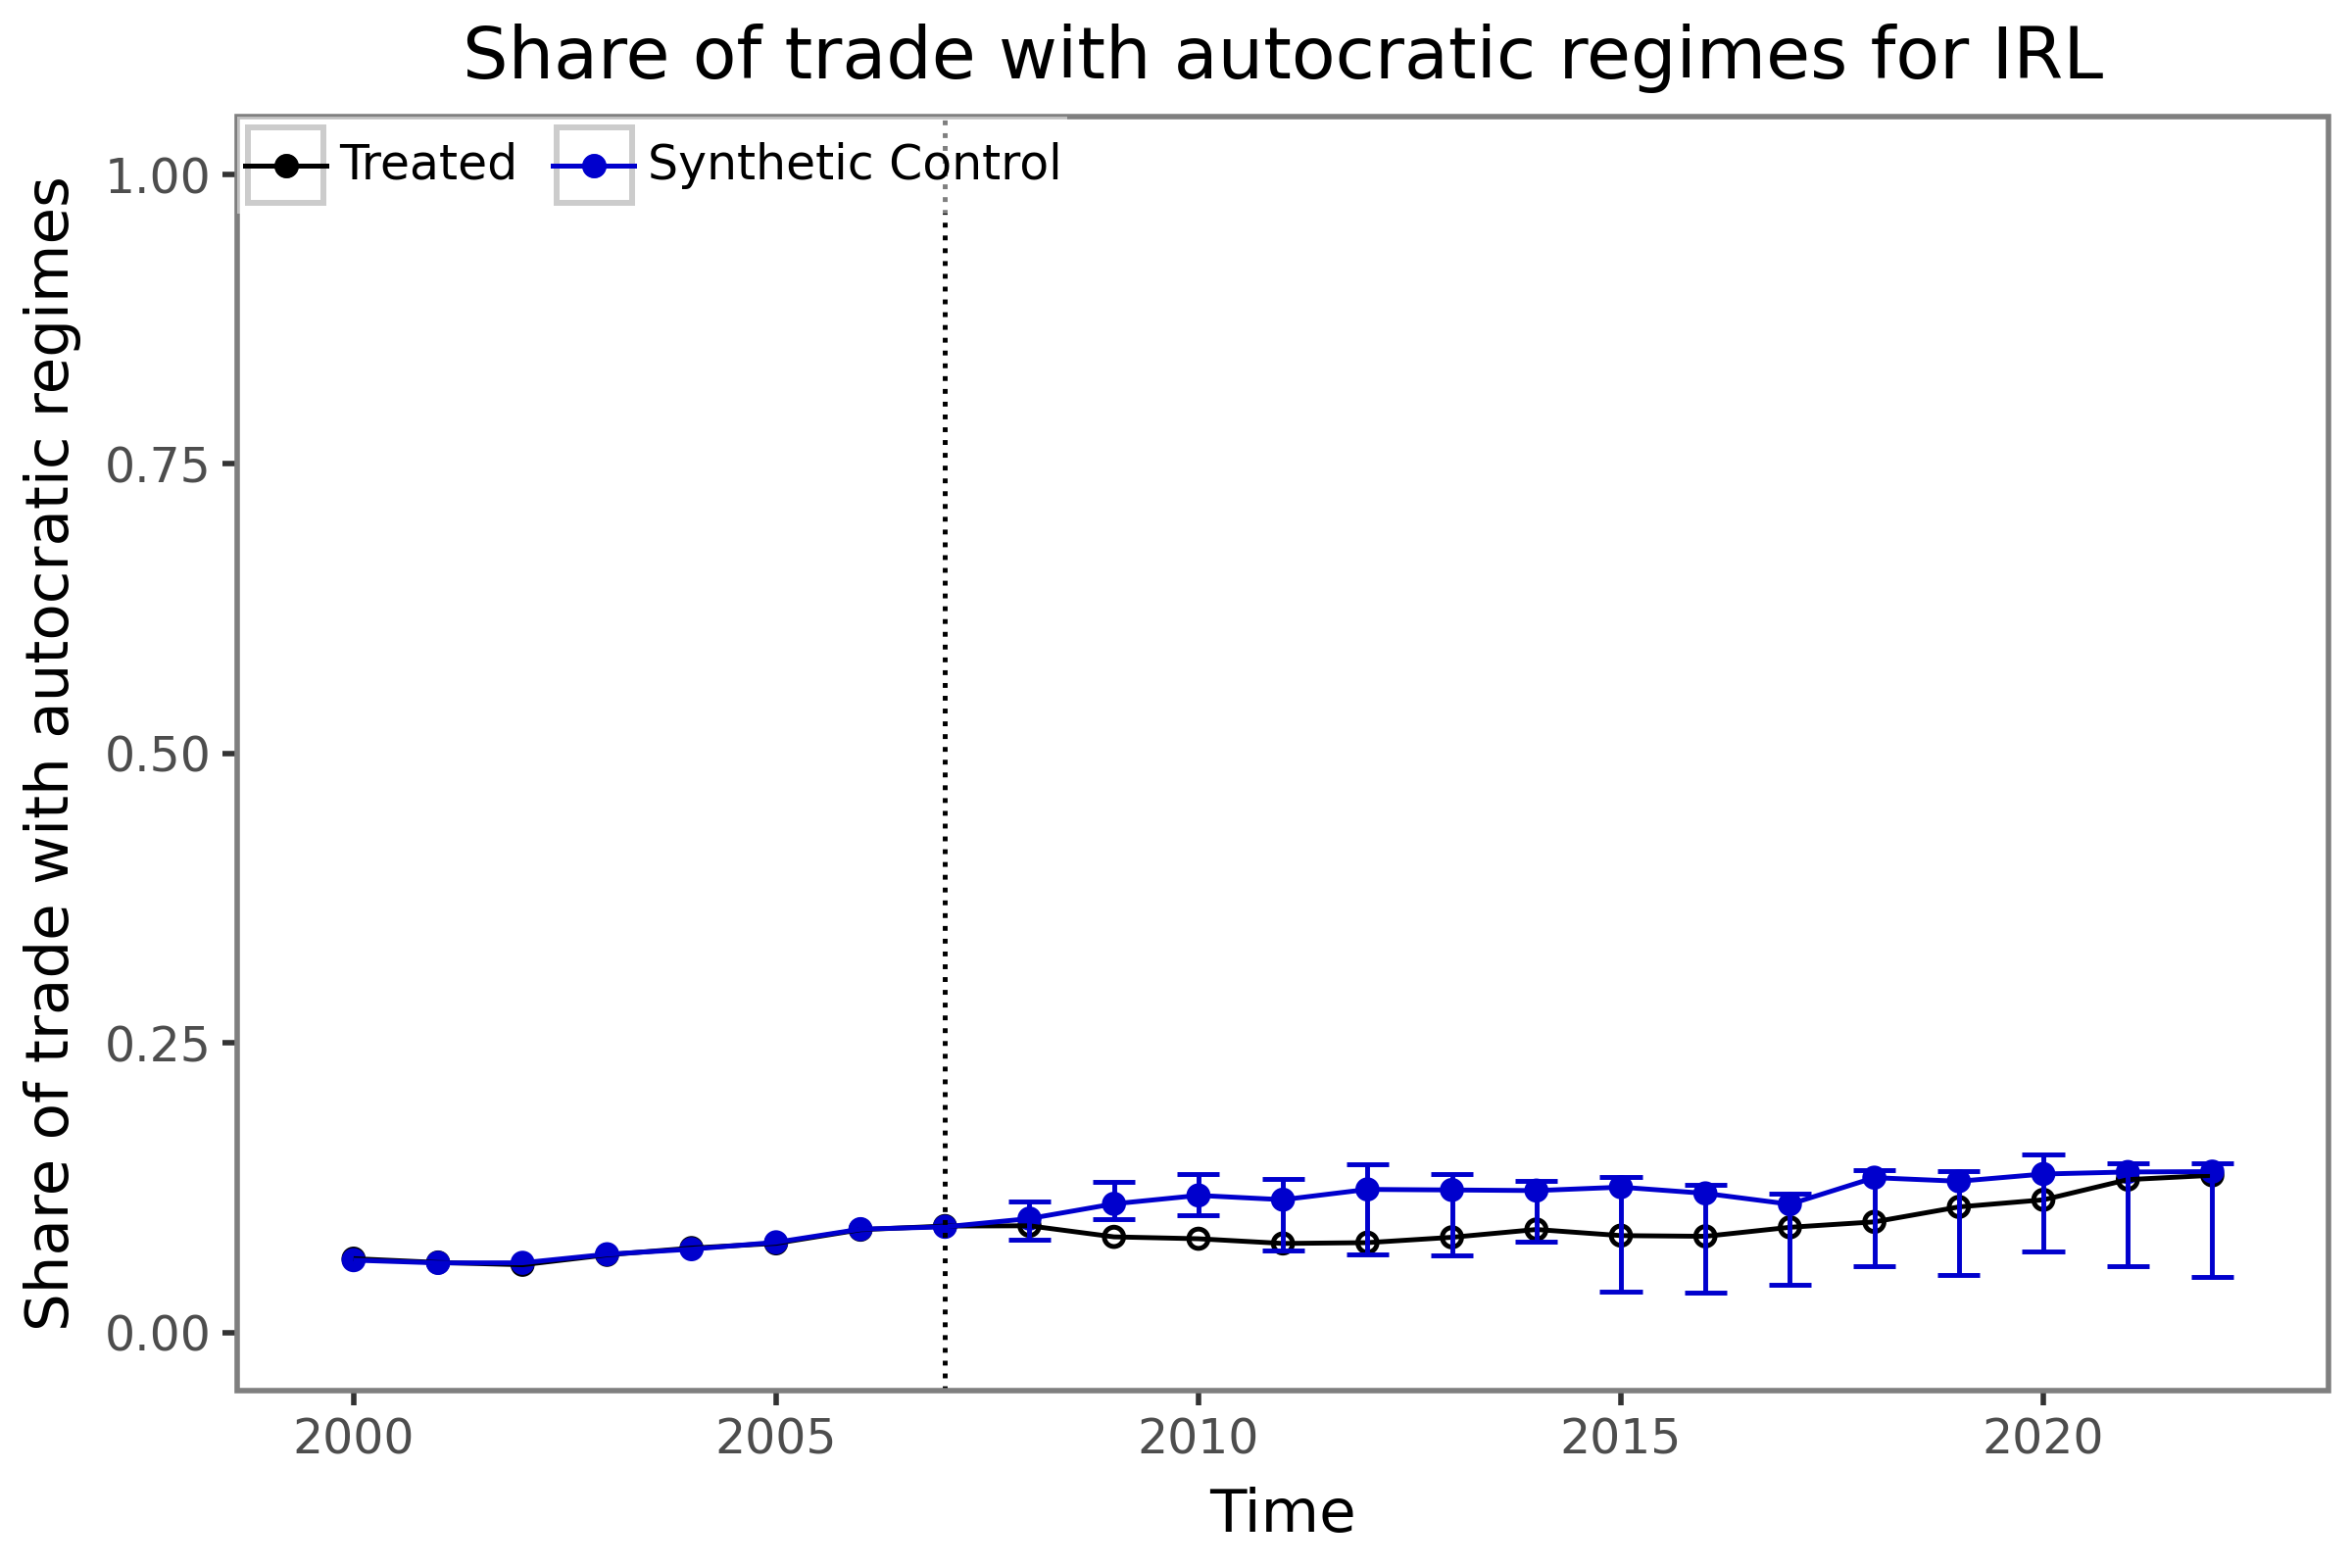 Share of trade with autocratic regimes for IRL
Treated
Synthetic Control
Share of trade with autocratic regimes
1.00
0.75
0.50
0.25
0.00
2000
2005
2010
2015
2020
Time